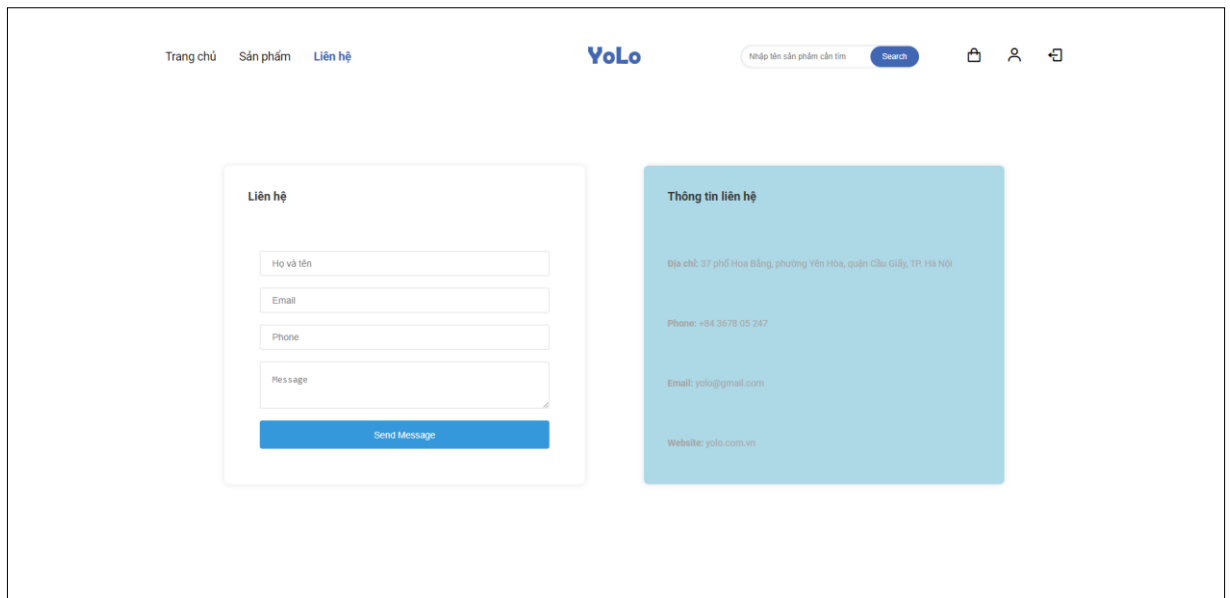 Trang chủ Sản phẩm Liên hệ YoLo Nhập tên sản phẩm cần tìm Search
Liên hệ
Họ và tên
Email
Phone
Message
Send Message
Thông tin liên hệ
Địa chỉ: 37 phố Hoa Bằng, phường Yên Hòa, quận Cầu Giấy, TP. Hà Nội
Phone: +84 3678 05 247
Email: yolo@gmail.com
Website: yolo.com.vn